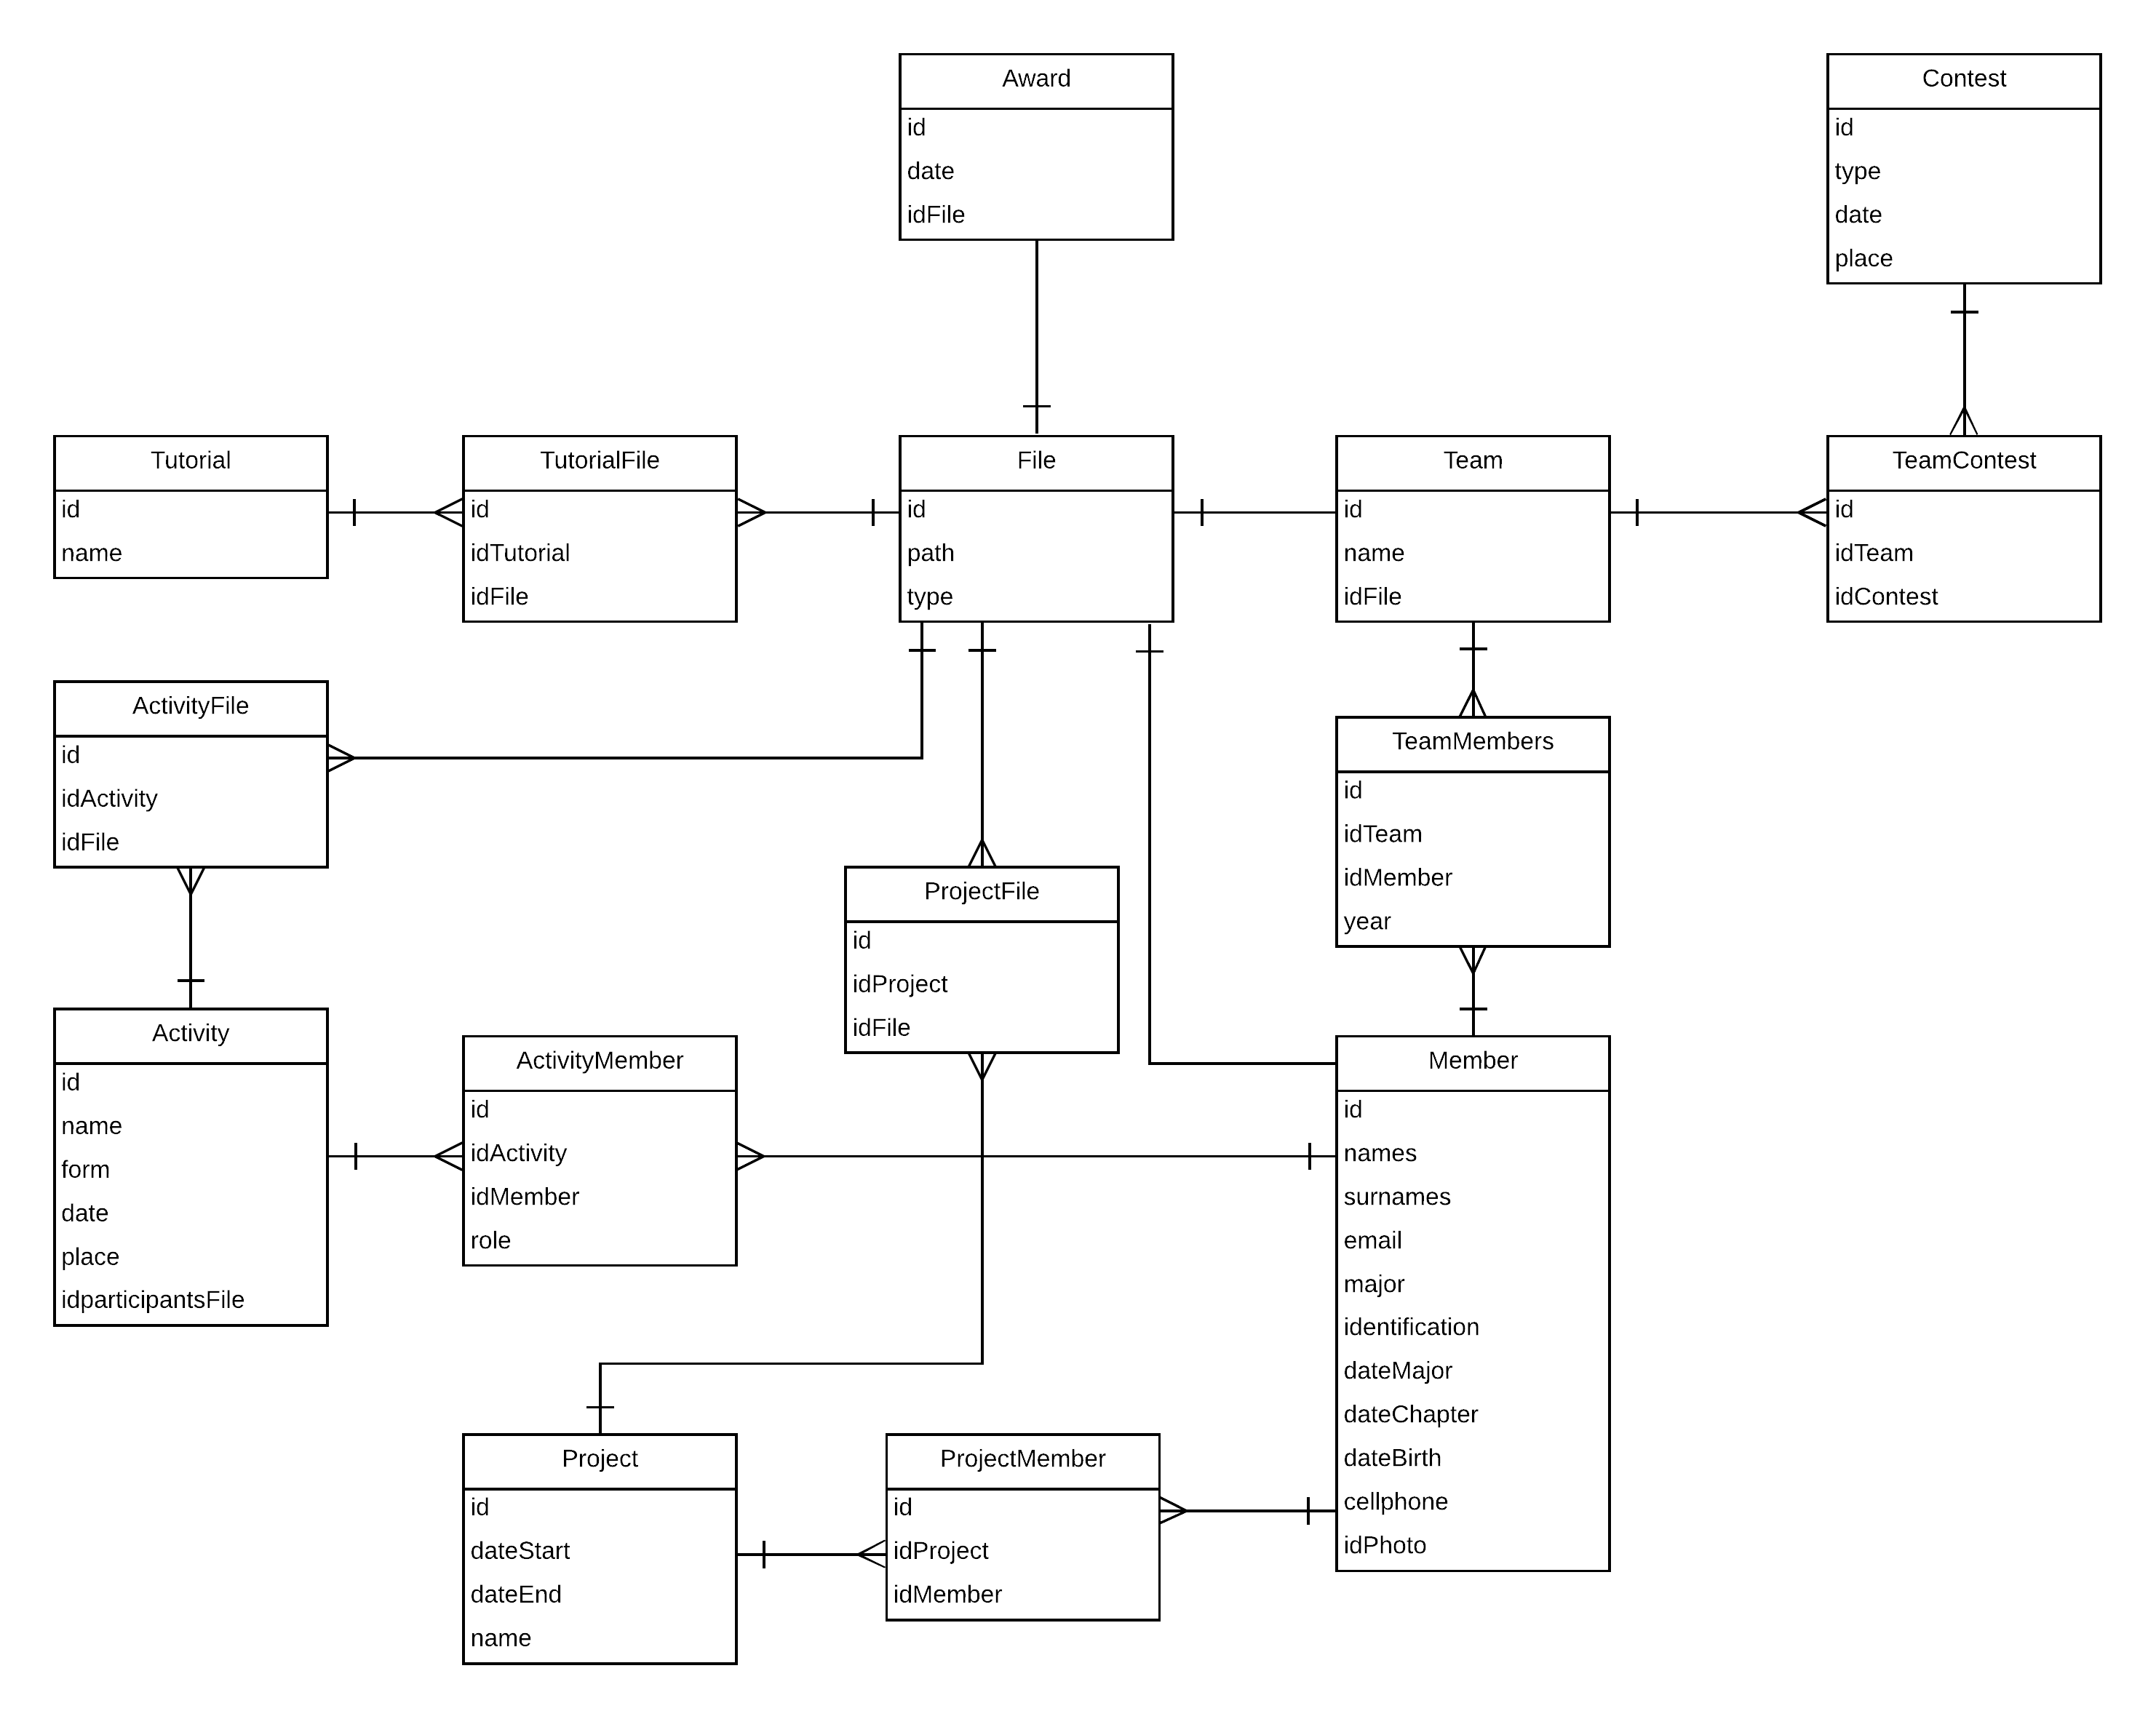 Award
id
date
idFile
Contest
id
type
date
place
Tutorial
id
name
TutorialFile
id
idTutorial
idFile
File
id
path
type
Team
id
name
idFile
TeamContest
id
idTeam
idContest
ActivityFile
id
idActivity
idFile
TeamMembers
id
idTeam
idMember
year
ProjectFile
id
idProject
idFile
Activity
id
name
form
date
place
idparticipantsFile
ActivityMember
id
idActivity
idMember
role
Member
id
names
surnames
email
major
identification
dateMajor
dateChapter
dateBirth
cellphone
idPhoto
Project
id
dateStart
dateEnd
name
ProjectMember
id
idProject
idMember